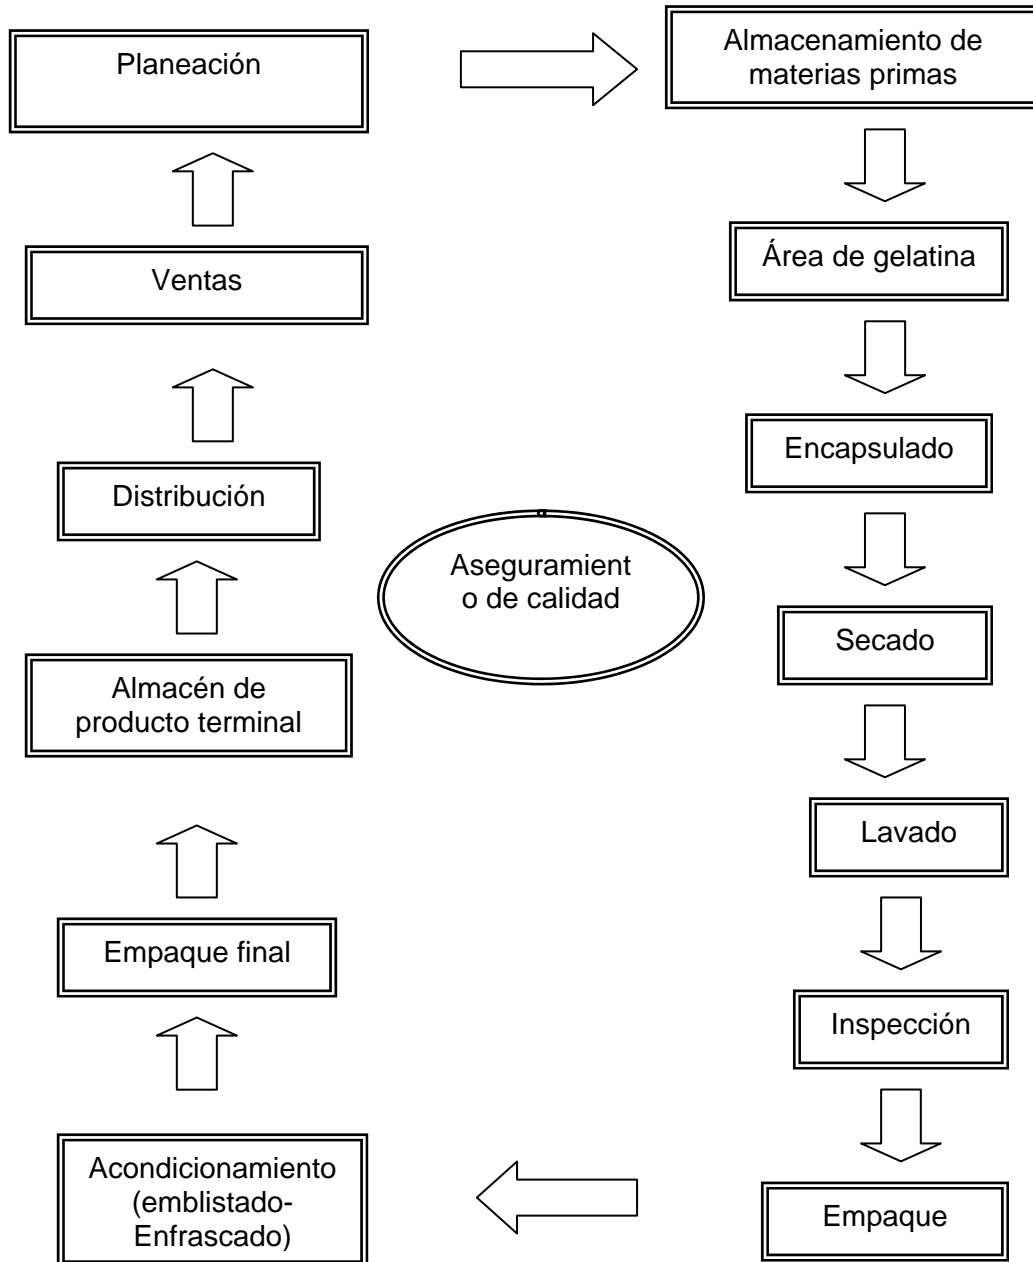 Planeación
Almacenamiento de
materias primas
Área de gelatina
Encapsulado
Secado
Lavado
Inspección
Empaque
Acondicionamiento
(emblistado-
Enfrascado)
Empaque final
Almacén de
producto terminal
Distribución
Ventas
Aseguramient
o de calidad